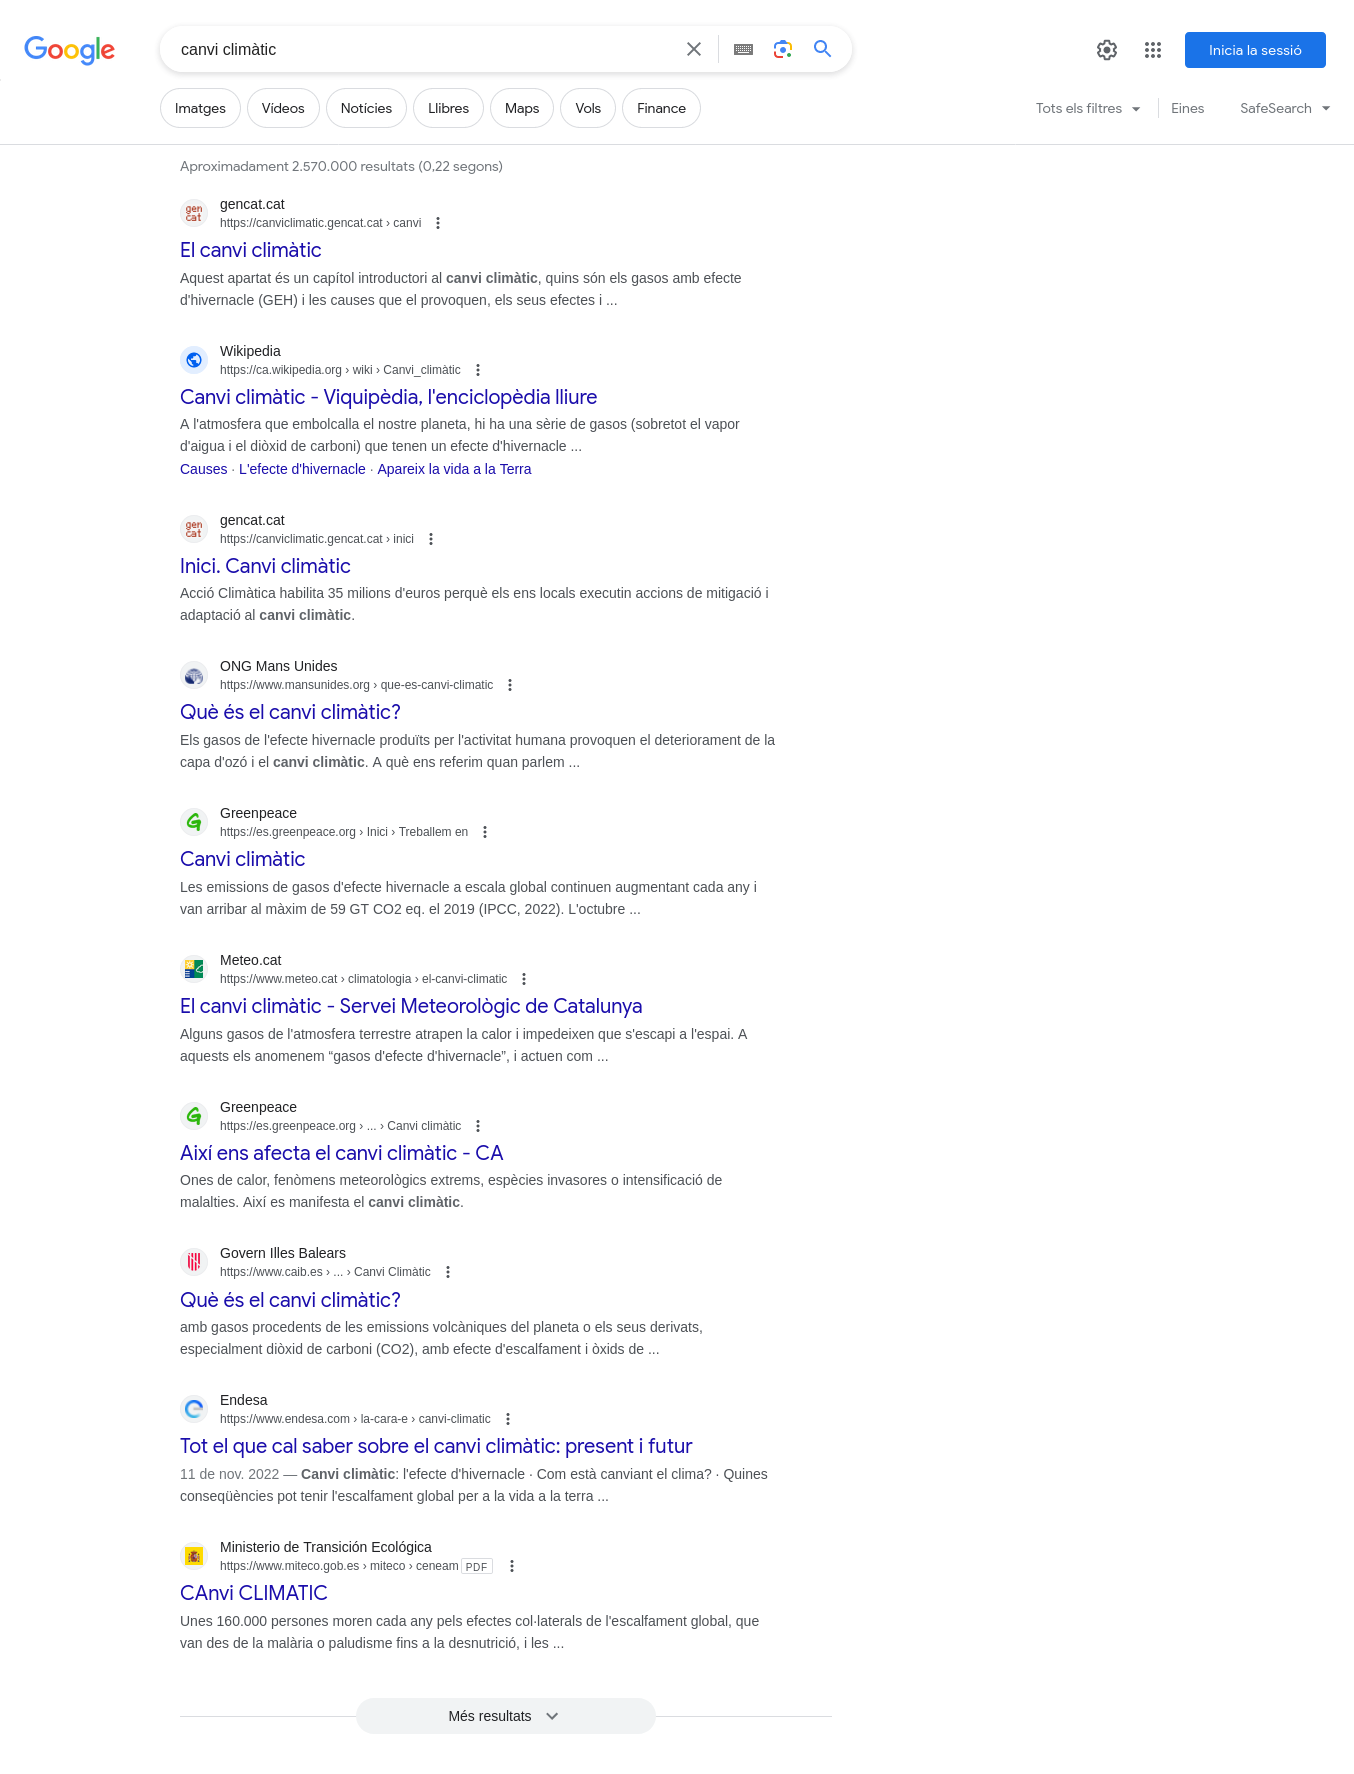 Google
canvi climàtic
Inicia la sessió
Imatges
Vídeos
Notícies
Llibres
Maps
Vols
Finance
Tots els filtres
Eines
SafeSearch
Aproximadament 2.570.000 resultats (0,22 segons)
gen
cat
gencat.cat
https://canviclimatic.gencat.cat › canvi
El canvi climàtic
Aquest apartat és un capítol introductori al canvi climàtic, quins són els gasos amb efecte
d'hivernacle (GEH) i les causes que el provoquen, els seus efectes i ...
Wikipedia
https://ca.wikipedia.org › wiki › Canvi_climàtic
Canvi climàtic - Viquipèdia, l'enciclopèdia lliure
A l'atmosfera que embolcalla el nostre planeta, hi ha una sèrie de gasos (sobretot el vapor
d'aigua i el diòxid de carboni) que tenen un efecte d'hivernacle ...
Causes · L'efecte d'hivernacle · Apareix la vida a la Terra
gen
cat
gencat.cat
https://canviclimatic.gencat.cat › inici
Inici. Canvi climàtic
Acció Climàtica habilita 35 milions d'euros perquè els ens locals executin accions de mitigació i
adaptació al canvi climàtic.
ONG Mans Unides
https://www.mansunides.org › que-es-canvi-climatic
Què és el canvi climàtic?
Els gasos de l'efecte hivernacle produïts per l'activitat humana provoquen el deteriorament de la
capa d'ozó i el canvi climàtic. A què ens referim quan parlem ...
Greenpeace
https://es.greenpeace.org › Inici › Treballem en
Canvi climàtic
Les emissions de gasos d'efecte hivernacle a escala global continuen augmentant cada any i
van arribar al màxim de 59 GT CO2 eq. el 2019 (IPCC, 2022). L'octubre ...
Meteo.cat
https://www.meteo.cat › climatologia › el-canvi-climatic
El canvi climàtic - Servei Meteorològic de Catalunya
Alguns gasos de l'atmosfera terrestre atrapen la calor i impedeixen que s'escapi a l'espai. A
aquests els anomenem “gasos d'efecte d'hivernacle”, i actuen com ...
Greenpeace
https://es.greenpeace.org › ... › Canvi climàtic
Així ens afecta el canvi climàtic - CA
Ones de calor, fenòmens meteorològics extrems, espècies invasores o intensificació de
malalties. Així es manifesta el canvi climàtic.
Govern Illes Balears
https://www.caib.es › ... › Canvi Climàtic
Què és el canvi climàtic?
amb gasos procedents de les emissions volcàniques del planeta o els seus derivats,
especialment diòxid de carboni (CO2), amb efecte d'escalfament i òxids de ...
Endesa
https://www.endesa.com › la-cara-e › canvi-climatic
Tot el que cal saber sobre el canvi climàtic: present i futur
11 de nov. 2022 — Canvi climàtic: l'efecte d'hivernacle · Com està canviant el clima? · Quines
conseqüències pot tenir l'escalfament global per a la vida a la terra ...
Ministerio de Transición Ecológica
https://www.miteco.gob.es › miteco › ceneam PDF
CAnvi CLIMATIC
Unes 160.000 persones moren cada any pels efectes col·laterals de l'escalfament global, que
van des de la malària o paludisme fins a la desnutrició, i les ...
Més resultats